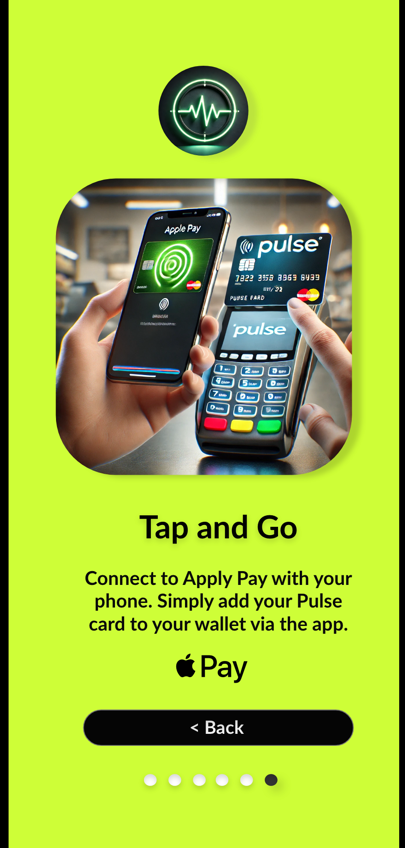 Apple Pay
pulse
PURPE CARD
pulse
Tap and Go
Connect to Apply Pay with your
phone. Simply add your Pulse
card to your wallet via the app.
Pay
< Back